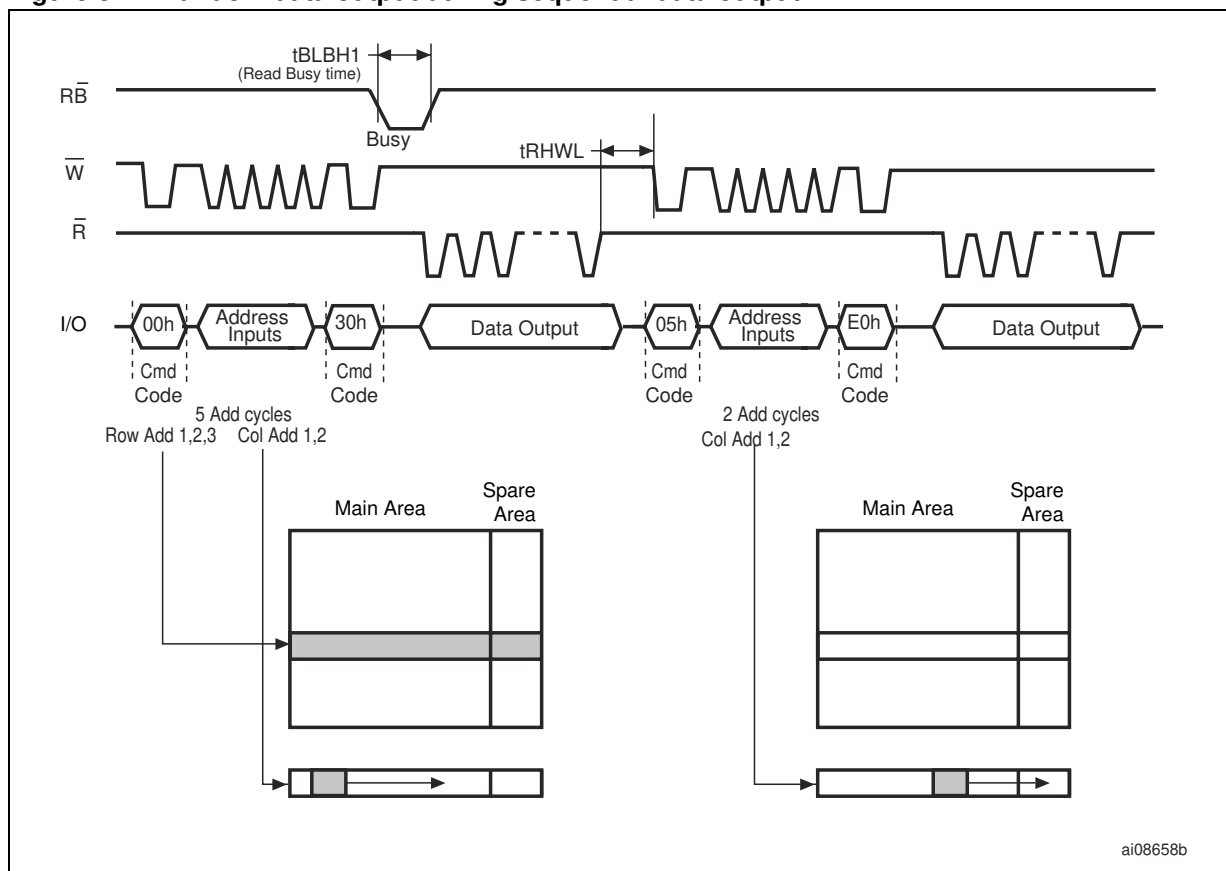 tBLBH1
(Read Busy time)
RB̅
Busy
tRHWL
W̅
R̅
I/O
00h
Address
Inputs
30h
Data Output
05h
Address
Inputs
E0h
Data Output
Cmd
Code
Cmd
Code
Cmd
Code
Cmd
Code
5 Add cycles
Row Add 1,2,3 Col Add 1,2
2 Add cycles
Col Add 1,2
Main Area
Spare
Area
Main Area
Spare
Area
ai08658b